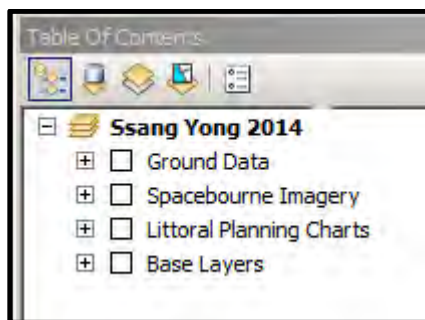 Table Of Contents
Ssang Yong 2014
Ground Data
Spacebourne Imagery
Littoral Planning Charts
Base Layers